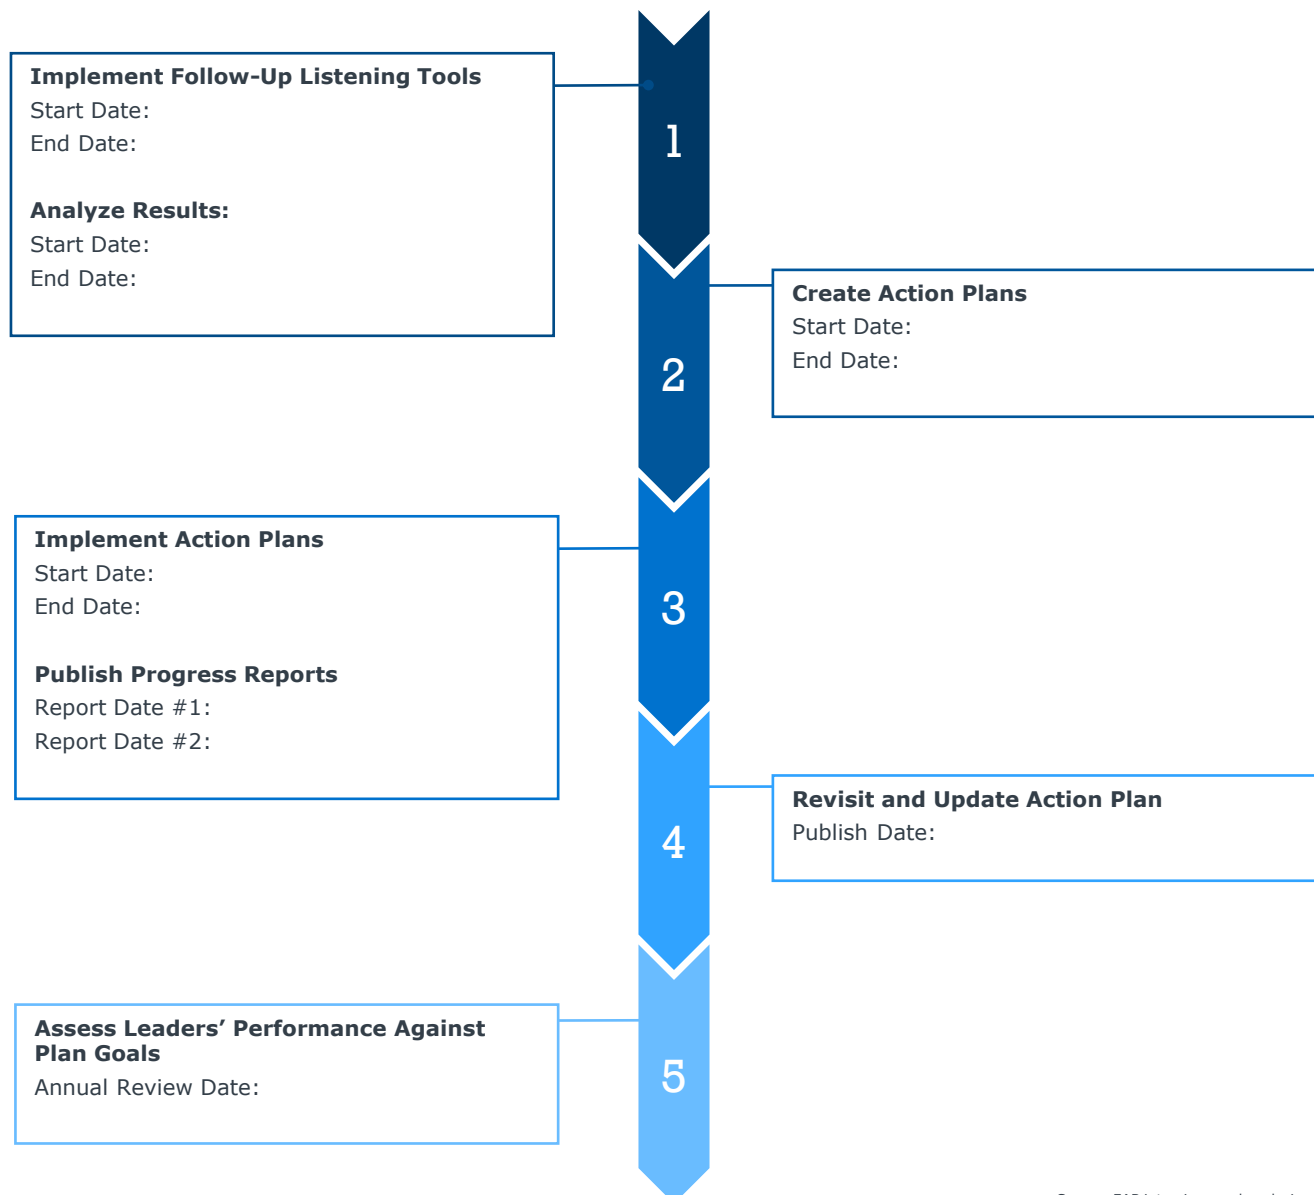 Implement Follow-Up Listening Tools
Start Date:
End Date:
Analyze Results:
Start Date:
End Date:
1
Create Action Plans
Start Date:
End Date:
2
Implement Action Plans
Start Date:
End Date:
Publish Progress Reports
Report Date #1:
Report Date #2:
3
Revisit and Update Action Plan
Publish Date:
4
Assess Leaders’ Performance Against
Plan Goals
Annual Review Date:
5